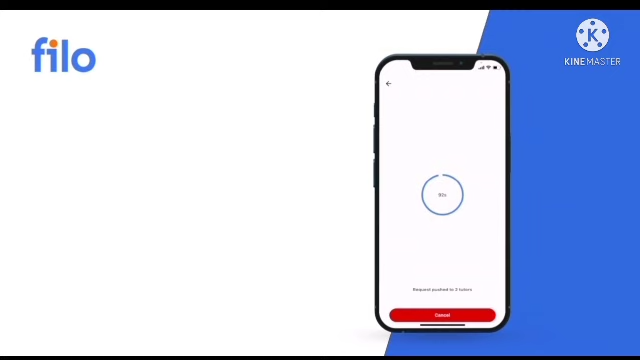 filo
K
KINEMASTER
90s
Request pushed to 3 tutors
Cancel